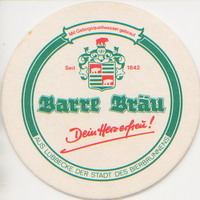 Mit Gebirgsquellwasser gebraut
Seit 1842
Barre Bräu
Dein Herz erfreu!
AUS LÜBBECKE DER STADT DES BIERBRUNNENS